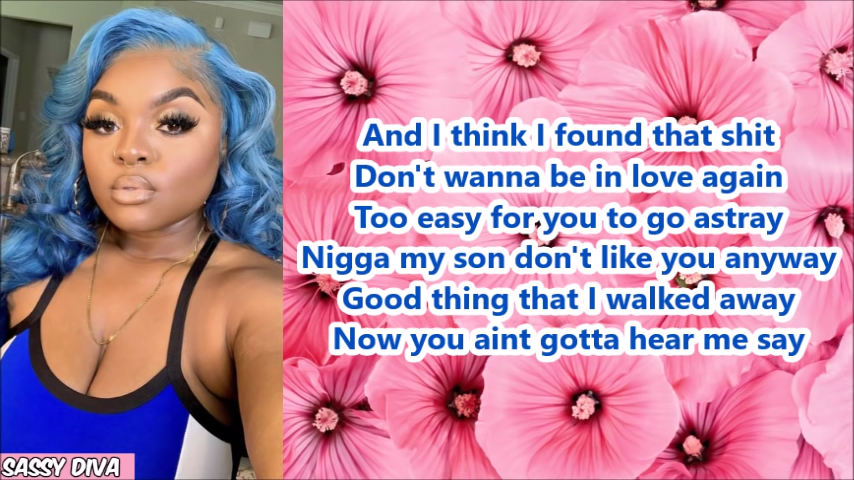 And I think I found that shit
Don't wanna be in love again
Too easy for you to go astray
Nigga my son don't like you anyway
Good thing that I walked away
Now you aint gotta hear me say
SASSY DIVA